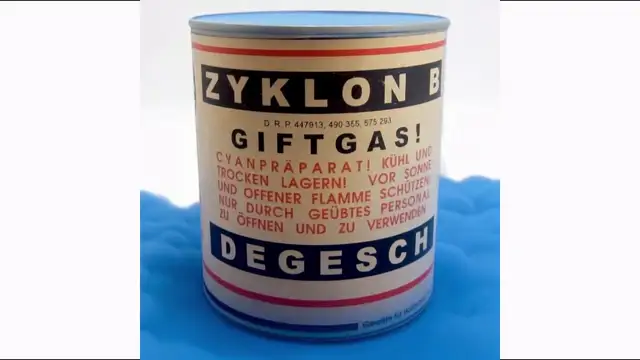 ZYKLON B
D. R. P. 447913, 490 355, 575 293
GIFTGAS!
CYANPRÄPARAT! KÜHL UND
TROCKEN LAGERN! VOR SONNE
UND OFFENER FLAMME SCHÜTZEN!
NUR DURCH GEÜBTES PERSONAL
ZU ÖFFNEN UND ZU VERWENDEN
DEGESCH